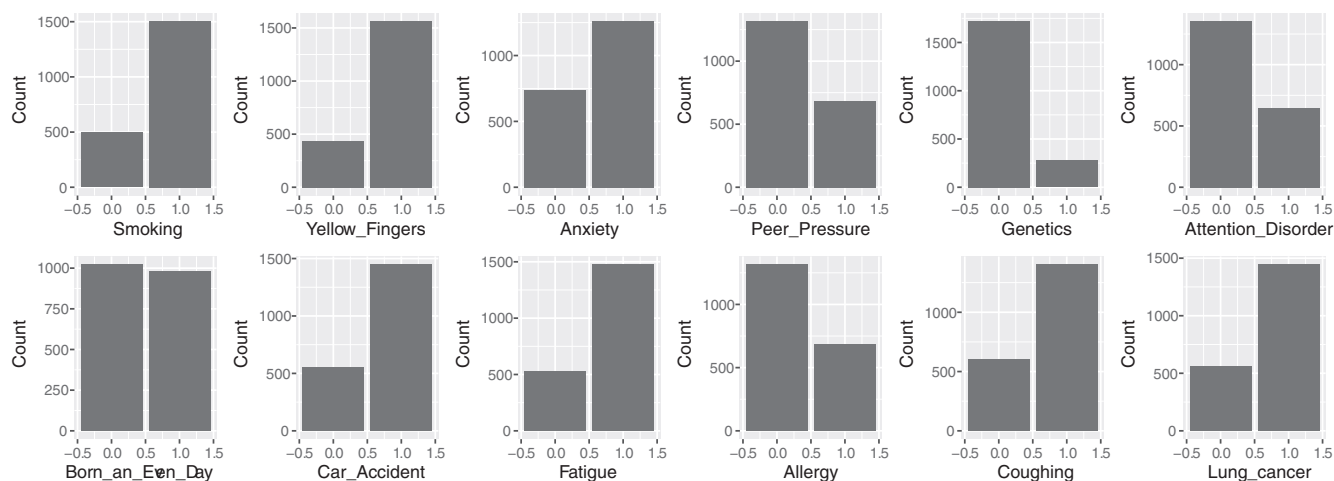 Count
1500
1000
500
0
−0.5 0.0 0.5 1.0 1.5
Smoking
Count
1500
1000
500
0
−0.5 0.0 0.5 1.0 1.5
Yellow_Fingers
Count
1000
500
0
−0.5 0.0 0.5 1.0 1.5
Anxiety
Count
1000
500
0
−0.5 0.0 0.5 1.0 1.5
Peer_Pressure
Count
1500
1000
500
0
−0.5 0.0 0.5 1.0 1.5
Genetics
Count
1000
500
0
−0.5 0.0 0.5 1.0 1.5
Attention_Disorder
Count
1000
750
500
250
0
−0.5 0.0 0.5 1.0 1.5
Born_an_Even_Day
Count
1500
1000
500
0
−0.5 0.0 0.5 1.0 1.5
Car_Accident
Count
1500
1000
500
0
−0.5 0.0 0.5 1.0 1.5
Fatigue
Count
1000
500
0
−0.5 0.0 0.5 1.0 1.5
Allergy
Count
1000
500
0
−0.5 0.0 0.5 1.0 1.5
Coughing
Count
1500
1000
500
0
−0.5 0.0 0.5 1.0 1.5
Lung_cancer